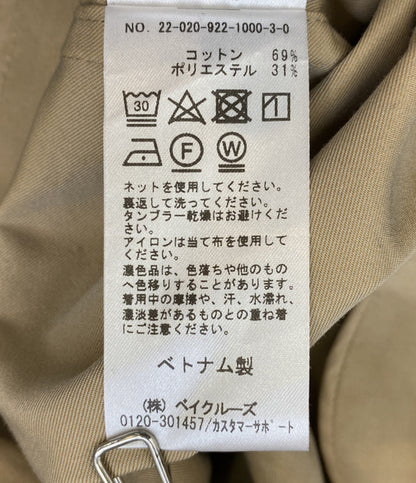 NO. 22-020-922-1000-3-0
コットン 69%
ポリエステル 31%
30
F W
ネットを使用してください。
裏返して洗ってください。
タンブラー乾燥はお避けくだ
さい。
アイロンは当て布を使用して
ください。
濃色品は、色落ちや他のもの
へ色移りすることがあります。
着用中の摩擦や、汗、水濡れ、
濃淡差があるものとの重ね着
にご注意ください。
ベトナム製
(株) ベイクルーズ
0120-301457/カスタマーサポート